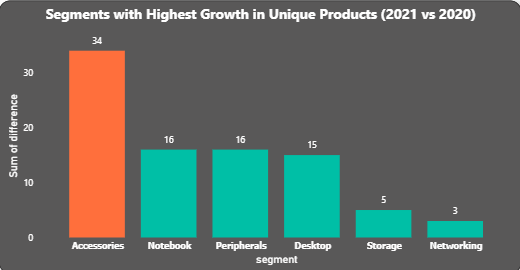 Segments with Highest Growth in Unique Products (2021 vs 2020)
34
30
20
16
16
15
10
5
3
0
Sum of difference
Accessories
Notebook
Peripherals
Desktop
Storage
Networking
segment